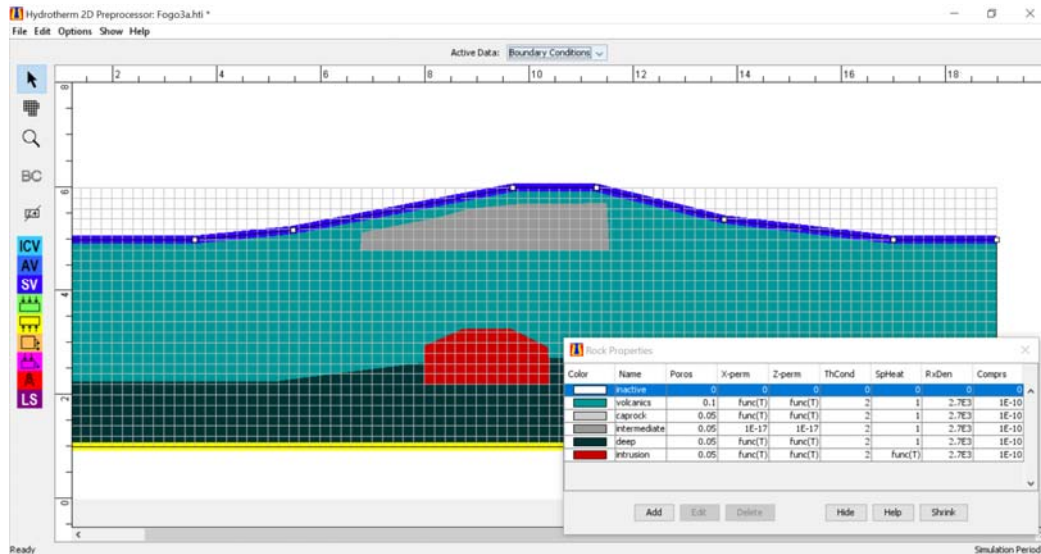 Hydrotherm 2D Preprocessor: Fogo3a.hti *
File Edit Options Show Help
Active Data: Boundary Conditions
2 4 6 8 10 12 14 16 18
8
6
4
2
0
BC
ICV
AV
SV
A
LS
Rock Properties
Color Name Poros X-perm Z-perm ThCond SpHeat RxDen Comprs
inactive 0 0 0 0 0 0 0
volcanics 0.1 func(T) func(T) 2 1 2.7E3 1E-10
caprock 0.05 func(T) func(T) 2 1 2.7E3 1E-10
intermediate 0.05 1E-17 1E-17 2 1 2.7E3 1E-10
deep 0.05 func(T) func(T) 2 1 2.7E3 1E-10
intrusion 0.05 func(T) func(T) 2 func(T) 2.7E3 1E-10
Add Edit Delete Hide Help Shrink
Ready Simulation Period